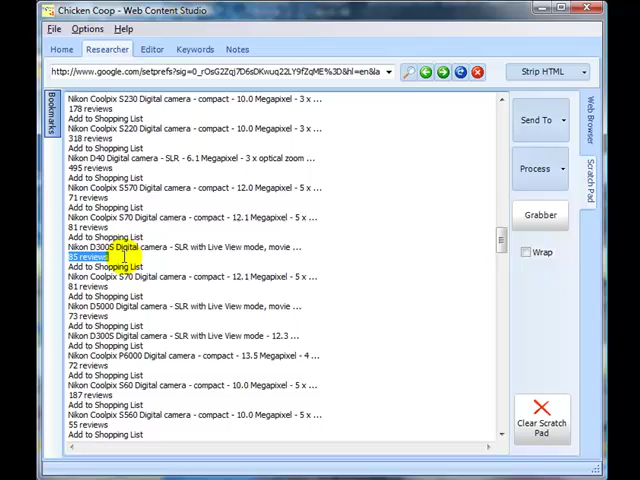 Chicken Coop - Web Content Studio
File Options Help
Home Researcher Editor Keywords Notes
http://www.google.com/setprefs?sig=0_rOsG2Zqj7D6sDKwuq22LY9fZqME%3D&hl=en&la
Strip HTML
Bookmarks
Nikon Coolpix S230 Digital camera - compact - 10.0 Megapixel - 3 x ...
178 reviews
Add to Shopping List
Nikon Coolpix S220 Digital camera - compact - 10.0 Megapixel - 3 x ...
318 reviews
Add to Shopping List
Nikon D40 Digital camera - SLR - 6.1 Megapixel - 3 x optical zoom ...
495 reviews
Add to Shopping List
Nikon Coolpix S570 Digital camera - compact - 12.0 Megapixel - 5 x ...
71 reviews
Add to Shopping List
Nikon Coolpix S70 Digital camera - compact - 12.1 Megapixel - 5 x ...
81 reviews
Add to Shopping List
Nikon D300S Digital camera - SLR with Live View mode, movie ...
85 reviews
Add to Shopping List
Nikon Coolpix S70 Digital camera - compact - 12.1 Megapixel - 5 x ...
81 reviews
Add to Shopping List
Nikon D5000 Digital camera - SLR with Live View mode, movie ...
73 reviews
Add to Shopping List
Nikon D300S Digital camera - SLR with Live View mode - 12.3 ...
Add to Shopping List
Nikon Coolpix P6000 Digital camera - compact - 13.5 Megapixel - 4 ...
72 reviews
Add to Shopping List
Nikon Coolpix S60 Digital camera - compact - 10.0 Megapixel - 5 x ...
187 reviews
Add to Shopping List
Nikon Coolpix S560 Digital camera - compact - 10.0 Megapixel - 5 x ...
55 reviews
Add to Shopping List
Send To
Process
Grabber
Wrap
Clear Scratch
Pad
Web Browser
Scratch Pad